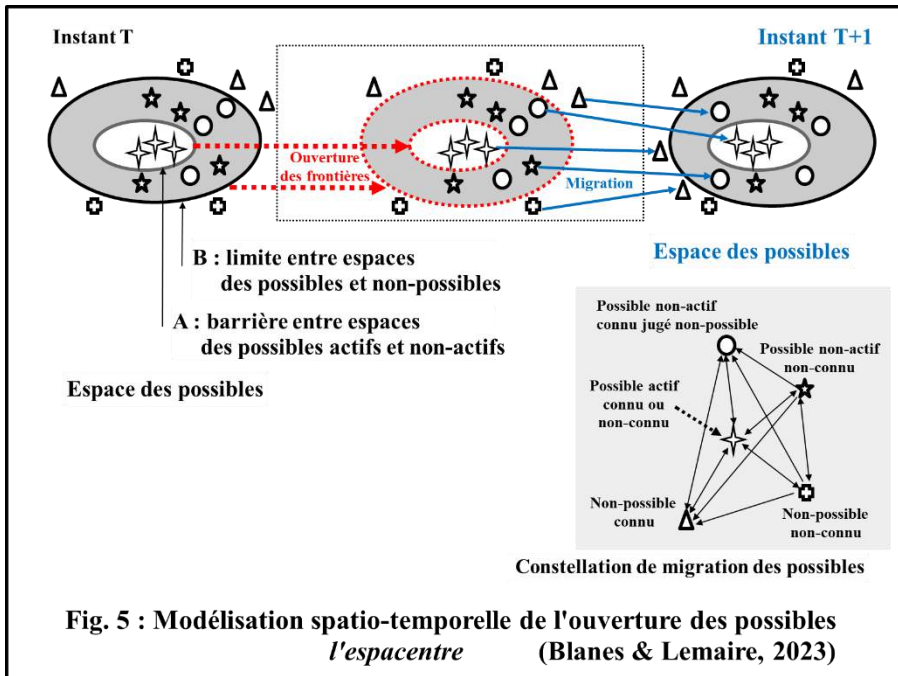 Instant T
Instant T+1
Ouverture
des frontières
Migration
B : limite entre espaces
des possibles et non-possibles
A : barrière entre espaces
des possibles actifs et non-actifs
Espace des possibles
Espace des possibles
Possible non-actif
connu jugé non-possible
Possible non-actif
non-connu
Possible actif
connu ou
non-connu
Non-possible
connu
Non-possible
non-connu
Constellation de migration des possibles
Fig. 5 : Modélisation spatio-temporelle de l'ouverture des possibles
l'espacentre (Blanes & Lemaire, 2023)